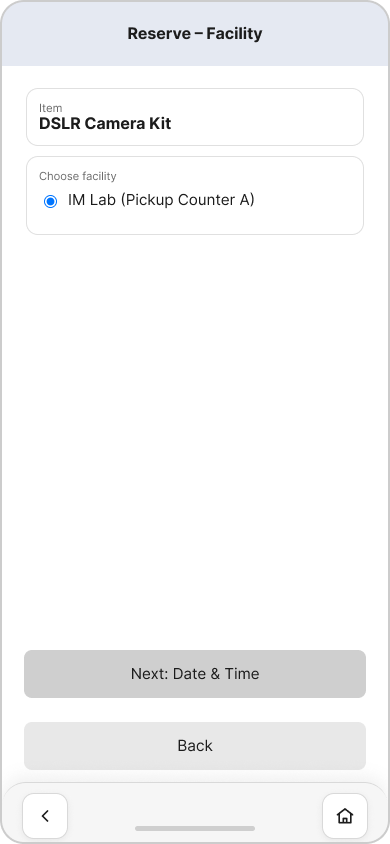 Reserve – Facility
Item
DSLR Camera Kit
Choose facility
IM Lab (Pickup Counter A)
Next: Date & Time
Back